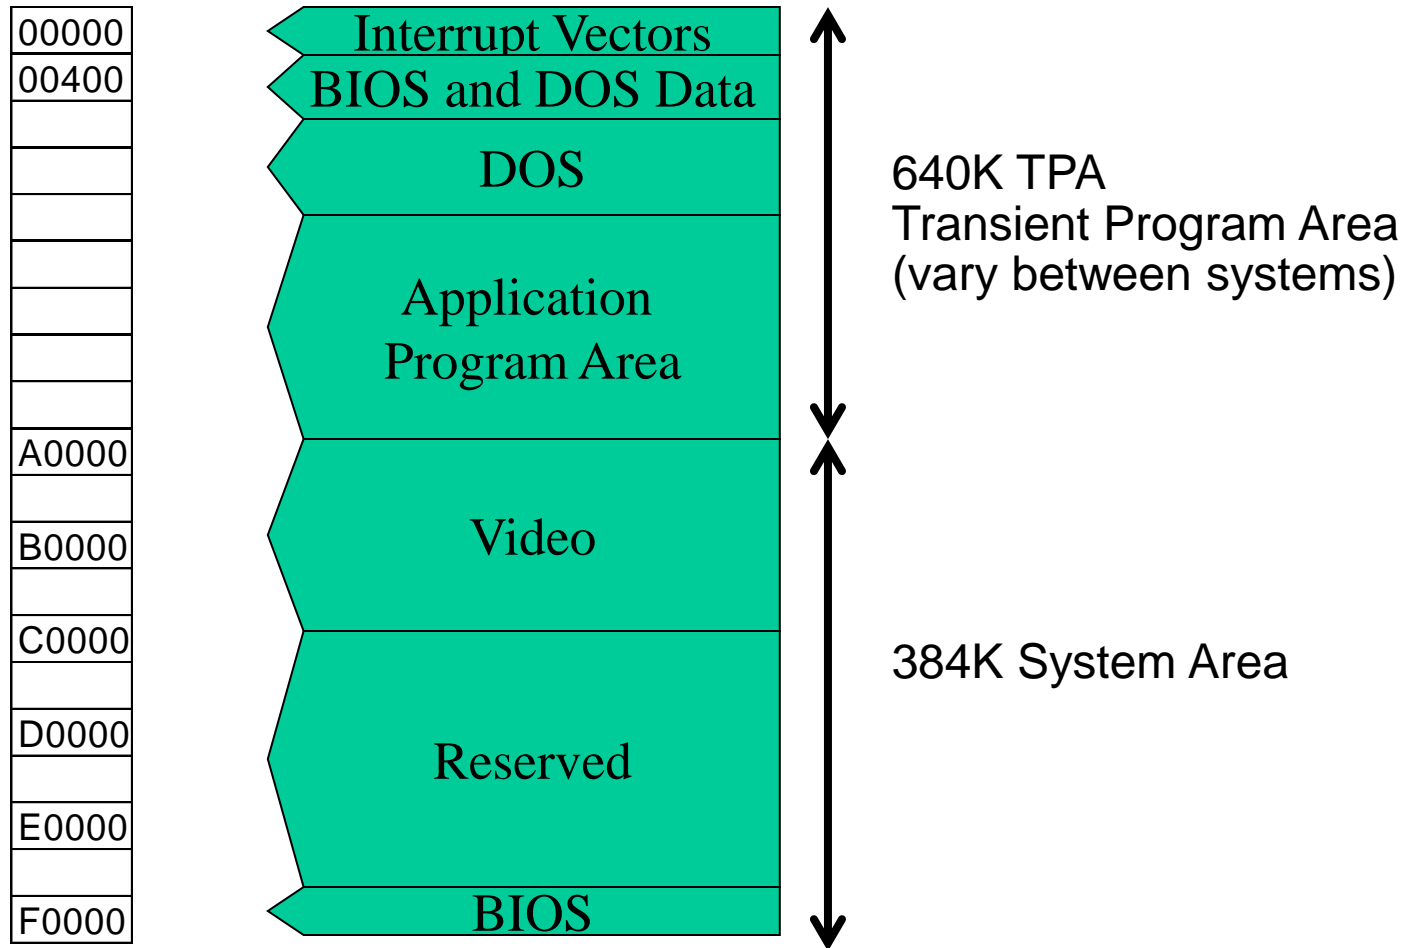 00000
Interrupt Vectors
00400
BIOS and DOS Data
DOS
640K TPA
Transient Program Area
(vary between systems)
Application
Program Area
A0000
Video
B0000
C0000
384K System Area
D0000
Reserved
E0000
F0000
BIOS